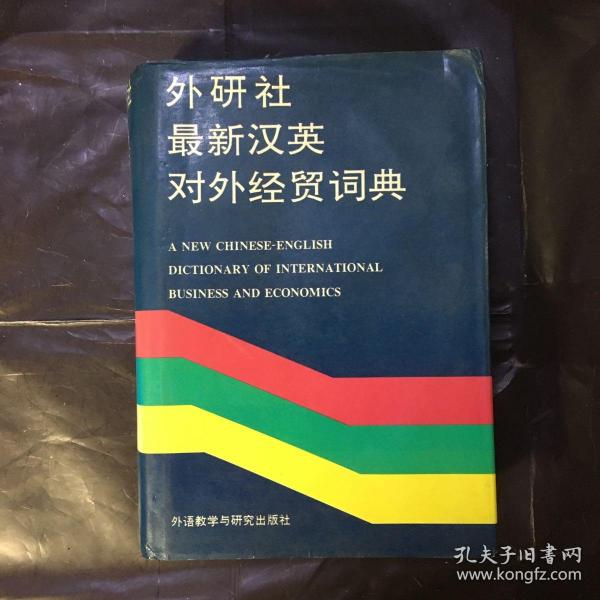 外研社
最新汉英
对外经贸词典
A NEW CHINESE-ENGLISH
DICTIONARY OF INTERNATIONAL
BUSINESS AND ECONOMICS
外语教学与研究出版社
孔夫子旧書网
www.kongfz.com